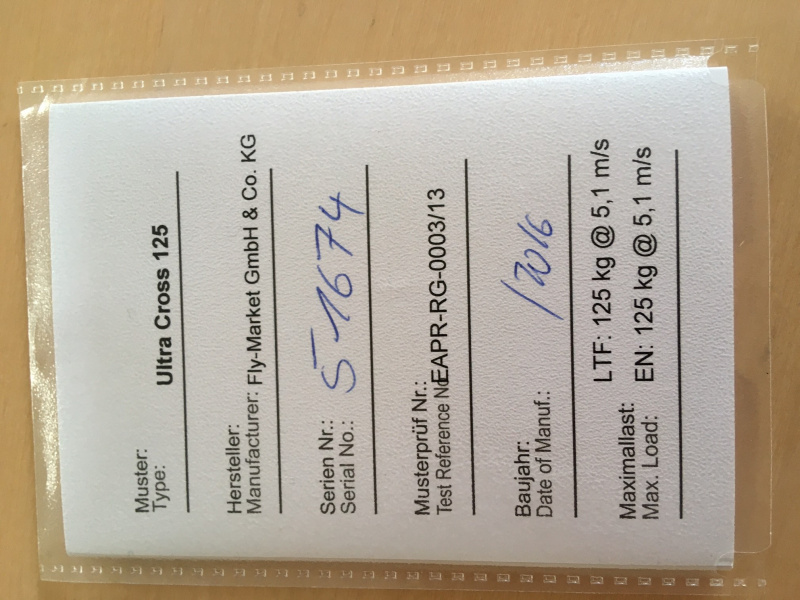 Muster:
Type: Ultra Cross 125
Hersteller:
Manufacturer: Fly-Market GmbH & Co. KG
Serien Nr.:
Serial No.: S-1674
Musterprüf Nr.:
Test Reference No EAPR-RG-0003/13
Baujahr:
Date of Manuf.: /2016
LTF: 125 kg @ 5,1 m/s
Maximallast:
Max. Load: EN: 125 kg @ 5,1 m/s